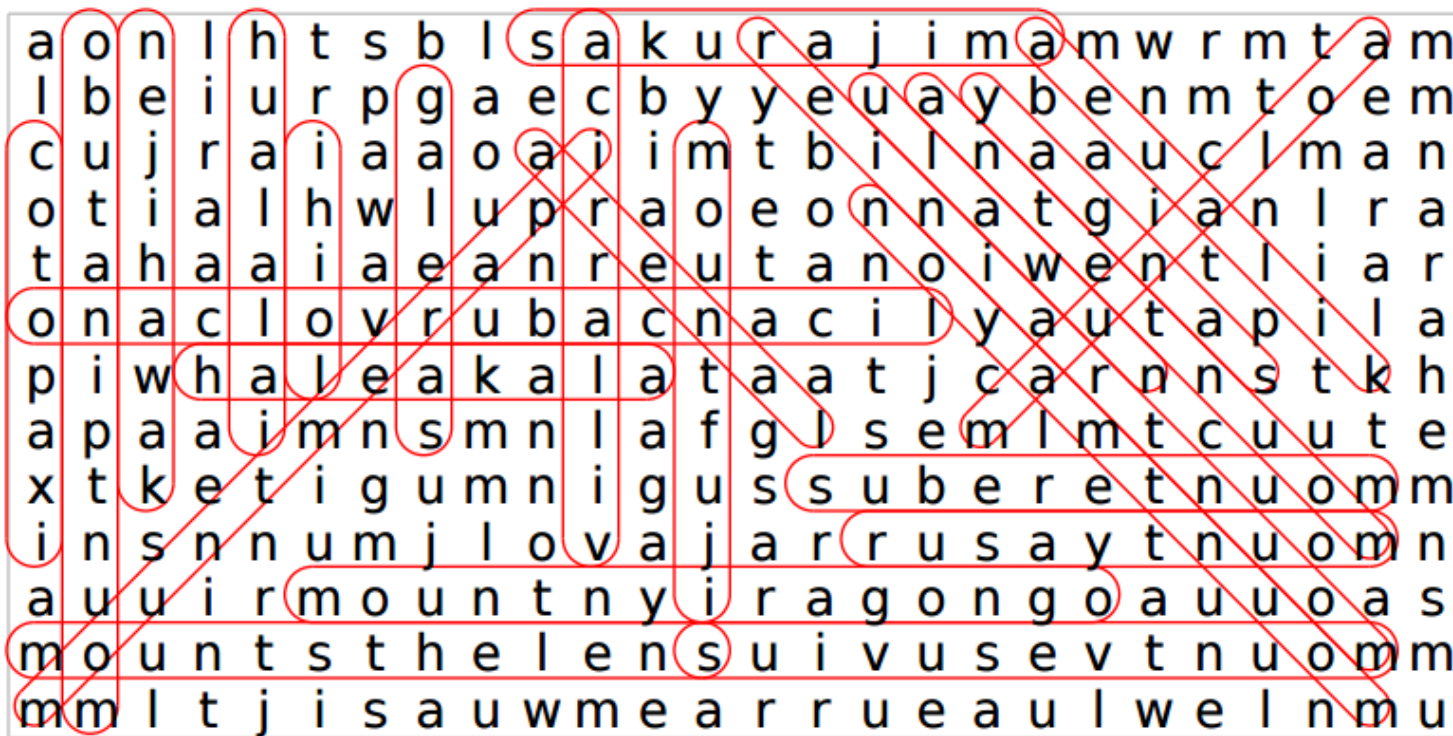 a o n l h t s b l s a k u r a j i m a m w r m t a m
l b e i u r p g a e c b y y e u a y b e n m t o e m
c u j r a i a a o a i i m t b i l n a a u c l m a n
o t i a l h w l u p r a o e o n n a t g i a n l r a
t a h a a i a e a n r e u t a n o i w e n t l i a r
o n a c l o v r u b a c n a c i l y a u t a p i l a
p i w h a l e a k a l a t a a t j c a r n n s t k h
a p a a i m n s m n l a f g l s e m l m t c u u t e
x t k e t i g u m n i g u s s u b e r e t n u o m m
i n s n n u m j l o v a j a r r u s a y t n u o m n
a u u i r m o u n t n y i r a g o n g o a u u o a s
m o u n t s t h e l e n s u i v u s e v t n u o m m
m m l t j i s a u w m e a r r u e a u l w e l n m u